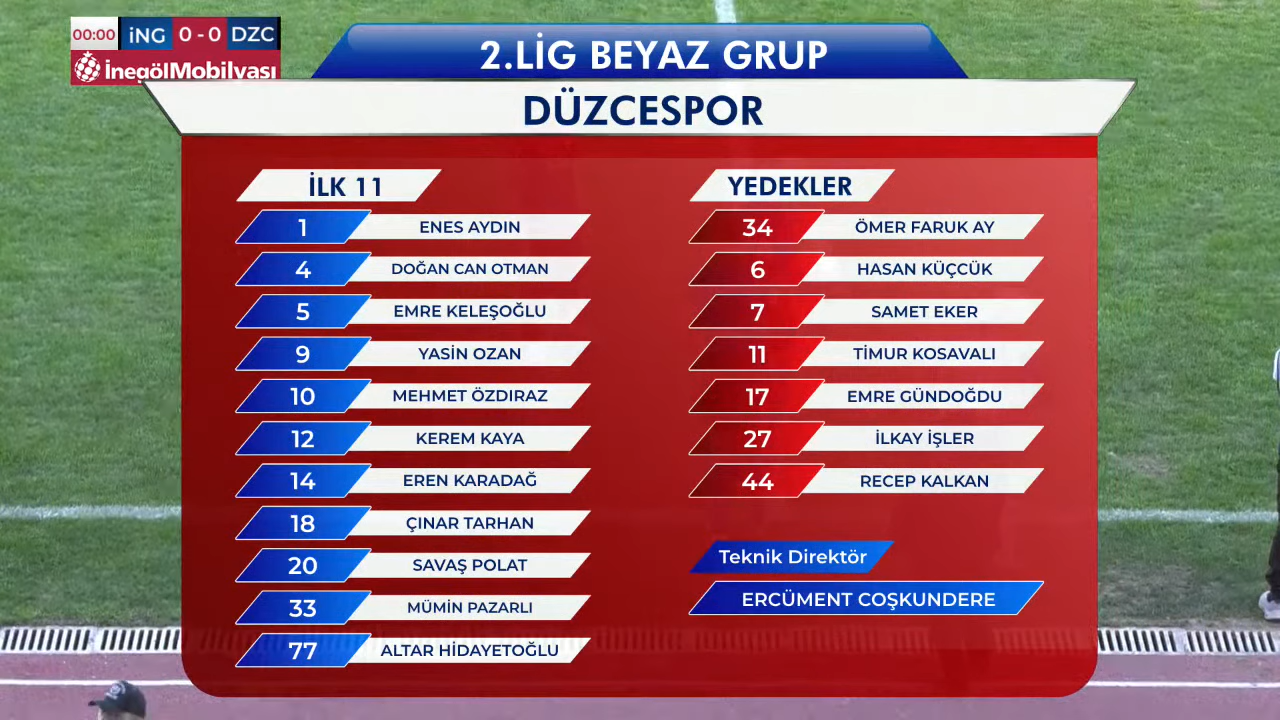 00:00 iNG 0 - 0 DZC
İnegölMobilyası
2.LİG BEYAZ GRUP
DÜZCESPOR
İLK 11
1 ENES AYDIN
4 DOĞAN CAN OTMAN
5 EMRE KELEŞOĞLU
9 YASİN OZAN
10 MEHMET ÖZDIRAZ
12 KEREM KAYA
14 EREN KARADAĞ
18 ÇINAR TARHAN
20 SAVAŞ POLAT
33 MÜMİN PAZARLI
77 ALTAR HİDAYETOĞLU
YEDEKLER
34 ÖMER FARUK AY
6 HASAN KÜÇCÜK
7 SAMET EKER
11 TİMUR KOSAVALI
17 EMRE GÜNDOĞDU
27 İLKAY İŞLER
44 RECEP KALKAN
Teknik Direktör
ERCÜMENT COŞKUNDERE